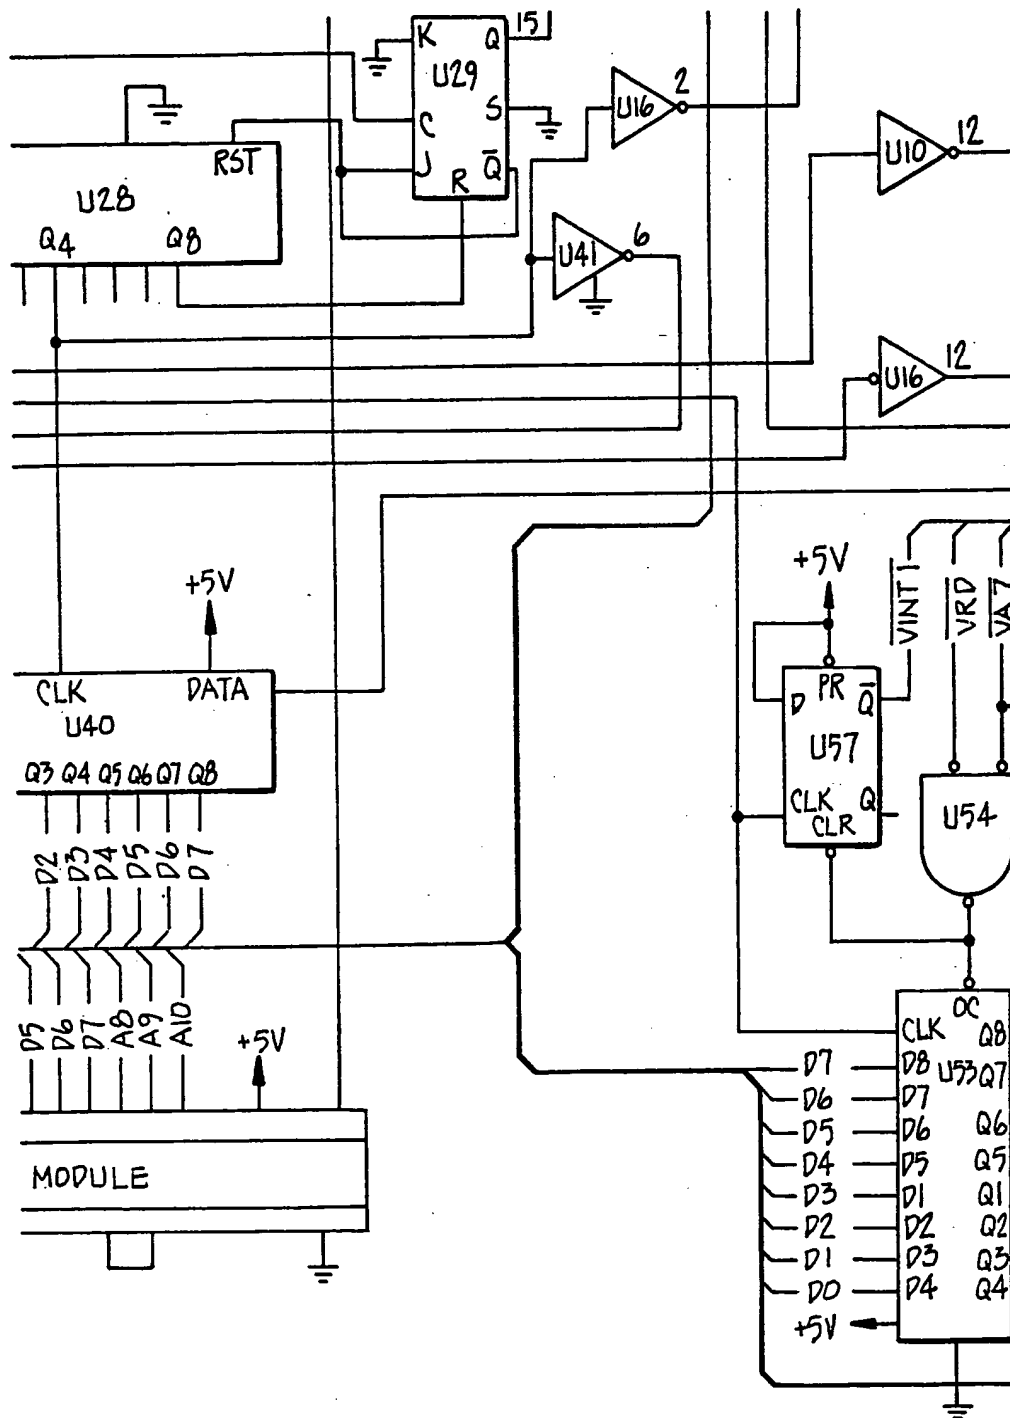 K Q 15
U29
S
C
J Q̅
R
U16 2
U10 12
RST
U28
Q4 Q8
U41 6
U16 12
+5V
CLK DATA
U40
Q3 Q4 Q5 Q6 Q7 Q8
D2 D3 D4 D5 D6 D7
D5 D6 D7 A8 A9 A10
+5V
MODULE
+5V
VINT1 VRD VA7
PR
D Q̅
U57
CLK Q
CLR
U54
OC
CLK Q8
D7 D8 U53 Q7
D6 D7
D5 D6 Q6
D4 D5 Q5
D3 D1 Q1
D2 D2 Q2
D1 D3 Q3
D0 D4 Q4
+5V